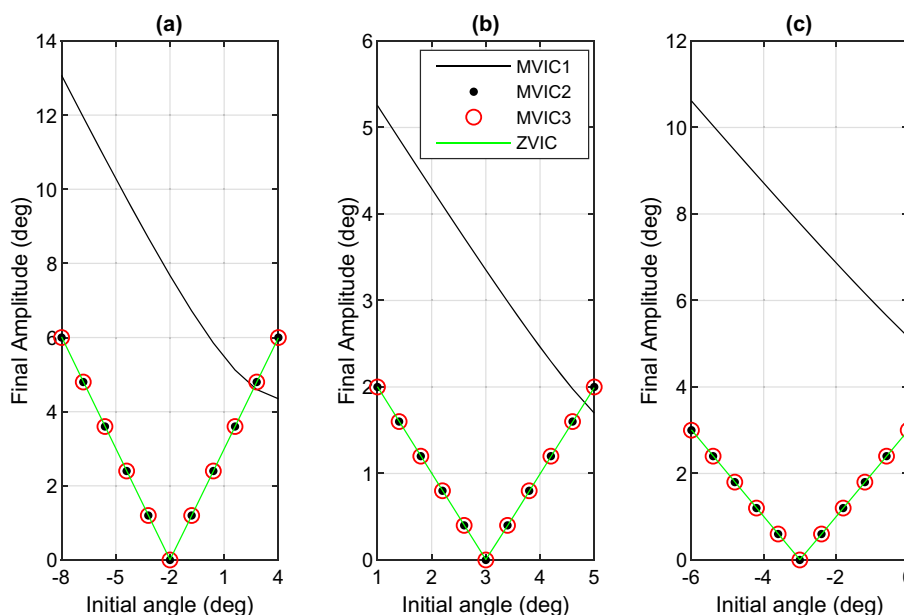 (a)
14
12
10
8
6
4
2
0
-8
-5
-2
1
4
Final Amplitude (deg)
Initial angle (deg)
(b)
6
5
4
3
2
1
0
1
2
3
4
5
Final Amplitude (deg)
Initial angle (deg)
MVIC1
MVIC2
MVIC3
ZVIC
(c)
12
10
8
6
4
2
0
-6
-4
-2
0
Final Amplitude (deg)
Initial angle (deg)